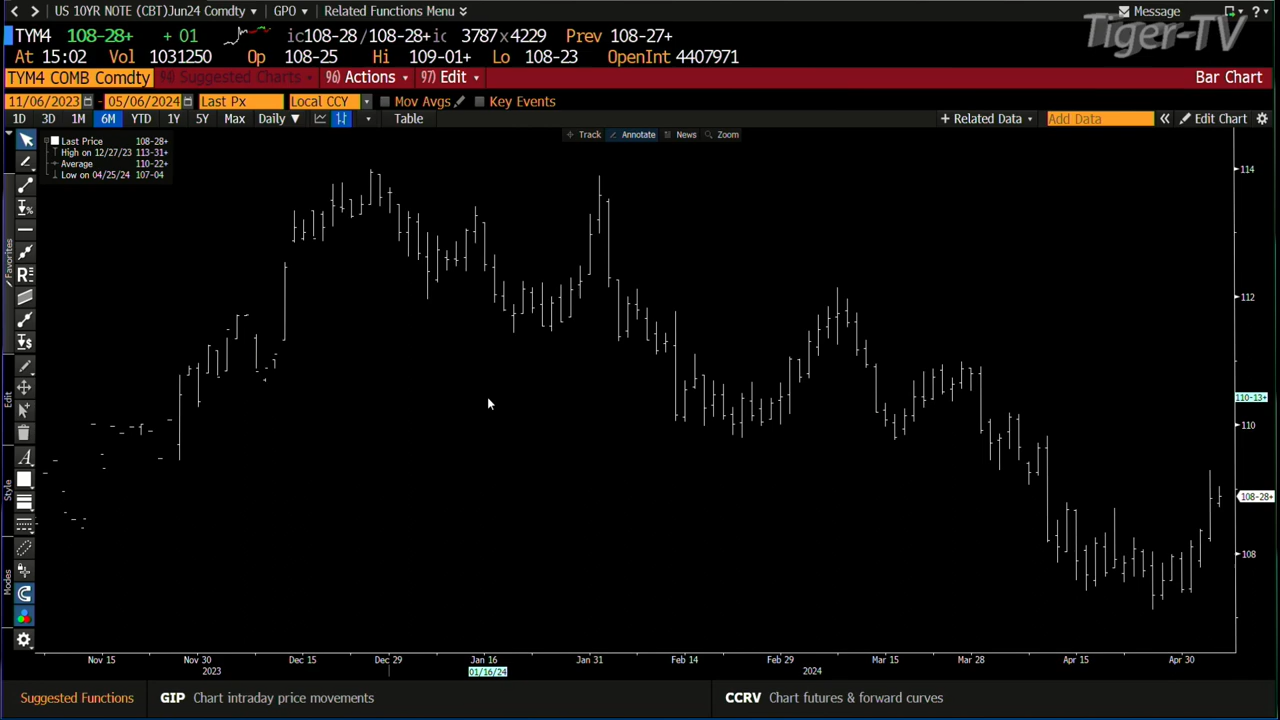 US 10YR NOTE (CBT)Jun24 Comdty GPO Related Functions Menu Message
Tiger-TV
TYM4 108-28+ + 01 ic108-28/108-28+ic 3787x4229 Prev 108-27+
At 15:02 Vol 1031250 Op 108-25 Hi 109-01+ Lo 108-23 OpenInt 4407971
TYM4 COMB Comdty 94) Suggested Charts 96) Actions 97) Edit Bar Chart
11/06/2023 - 05/06/2024 Last Px Local CCY Mov Avgs Key Events
1D 3D 1M 6M YTD 1Y 5Y Max Daily Table + Related Data Add Data Edit Chart
Track Annotate News Zoom
Last Price 108-28+
High on 12/27/23 113-31+
Average 110-22+
Low on 04/25/24 107-04
Favorites
Edit
Style
Modes
114
112
110-13+
110
108-28+
108
Nov 15 Nov 30 Dec 15 Dec 29 Jan 16 Jan 31 Feb 14 Feb 29 Mar 15 Mar 28 Apr 15 Apr 30
2023 01/16/24 2024
Suggested Functions GIP Chart intraday price movements CCRV Chart futures & forward curves